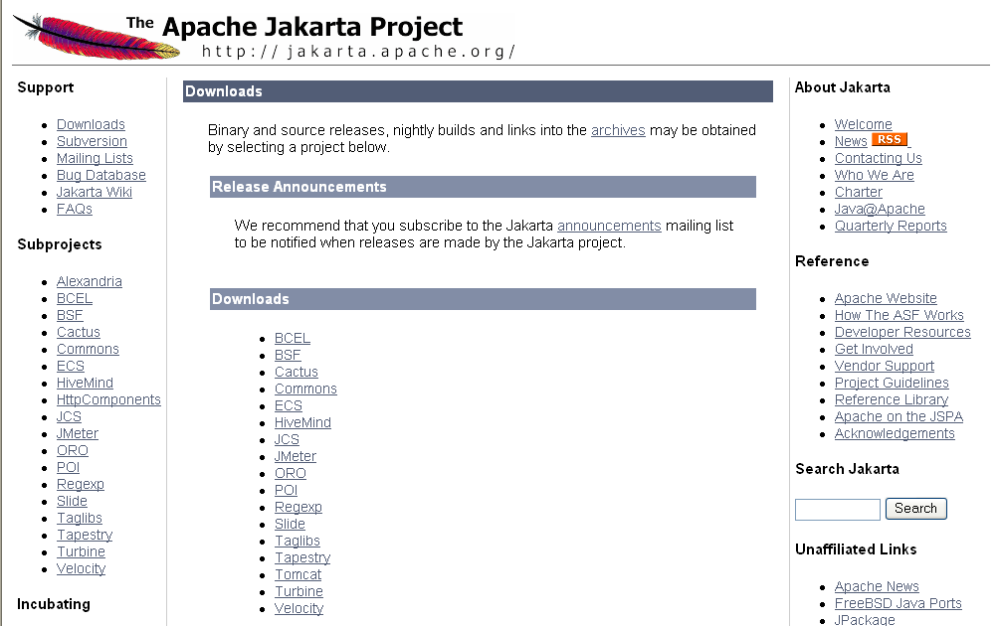 The Apache Jakarta Project
http://jakarta.apache.org/
Support
Downloads
Subversion
Mailing Lists
Bug Database
Jakarta Wiki
FAQs
Subprojects
Alexandria
BCEL
BSF
Cactus
Commons
ECS
HiveMind
HttpComponents
JCS
JMeter
ORO
POI
Regexp
Slide
Taglibs
Tapestry
Turbine
Velocity
Incubating
Downloads
Binary and source releases, nightly builds and links into the archives may be obtained
by selecting a project below.
Release Announcements
We recommend that you subscribe to the Jakarta announcements mailing list
to be notified when releases are made by the Jakarta project.
Downloads
BCEL
BSF
Cactus
Commons
ECS
HiveMind
JCS
JMeter
ORO
POI
Regexp
Slide
Taglibs
Tapestry
Tomcat
Turbine
Velocity
About Jakarta
Welcome
News RSS
Contacting Us
Who We Are
Charter
Java@Apache
Quarterly Reports
Reference
Apache Website
How The ASF Works
Developer Resources
Get Involved
Vendor Support
Project Guidelines
Reference Library
Apache on the JSPA
Acknowledgements
Search Jakarta
Search
Unaffiliated Links
Apache News
FreeBSD Java Ports
JPackage